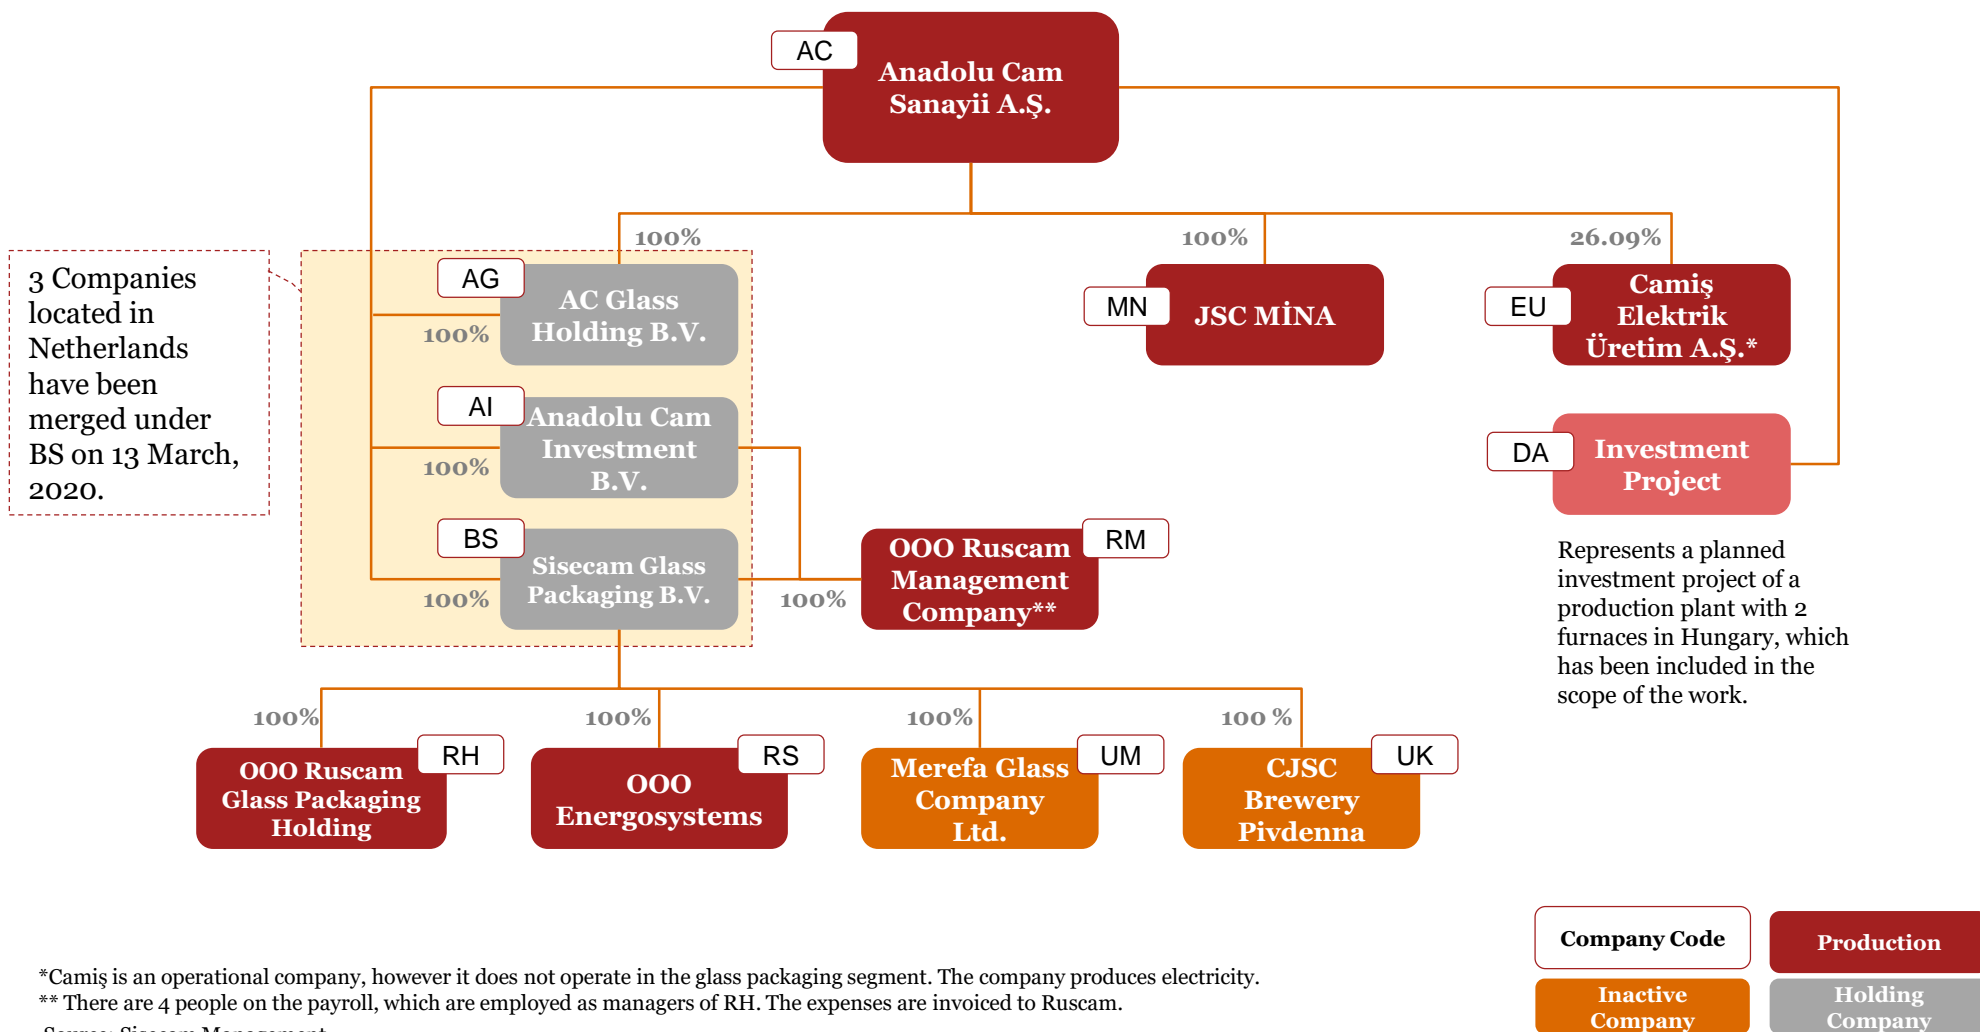 AC
Anadolu Cam
Sanayii A.Ş.
100%
100%
26.09%
3 Companies
located in
Netherlands
have been
merged under
BS on 13 March,
2020.
AG
AC Glass
Holding B.V.
100%
MN
JSC MİNA
EU
Camiş
Elektrik
Üretim A.Ş.*
AI
Anadolu Cam
Investment
B.V.
100%
DA
Investment
Project
BS
Sisecam Glass
Packaging B.V.
100%
100%
RM
OOO Ruscam
Management
Company**
Represents a planned
investment project of a
production plant with 2
furnaces in Hungary, which
has been included in the
scope of the work.
100%
100%
100%
100 %
RH
OOO Ruscam
Glass Packaging
Holding
RS
OOO
Energosystems
UM
Merefa Glass
Company
Ltd.
UK
CJSC
Brewery
Pivdenna
Company Code
Production
Inactive
Company
Holding
Company
*Camiş is an operational company, however it does not operate in the glass packaging segment. The company produces electricity.
** There are 4 people on the payroll, which are employed as managers of RH. The expenses are invoiced to Ruscam.
Source: Sisecam Management